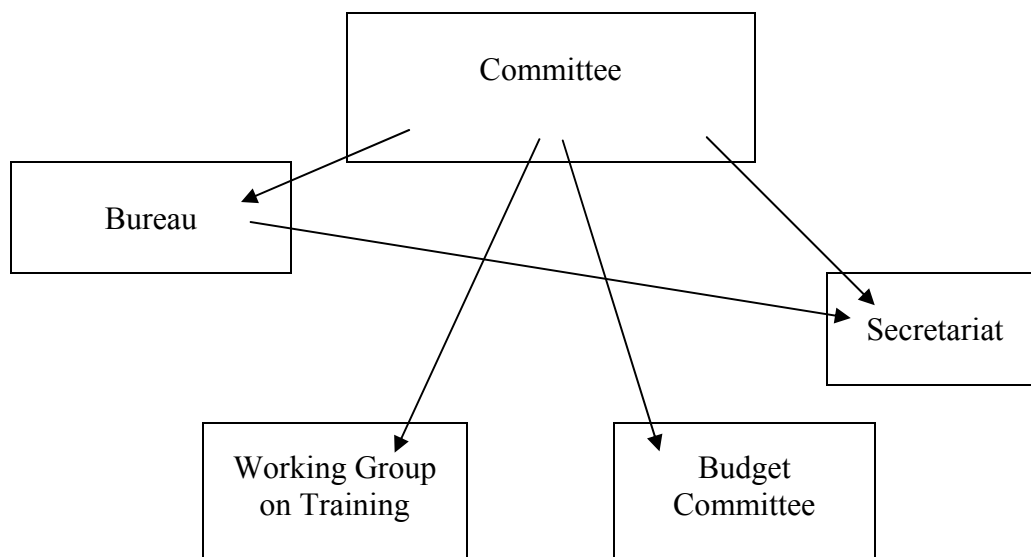 Committee
Bureau
Secretariat
Working Group
on Training
Budget
Committee